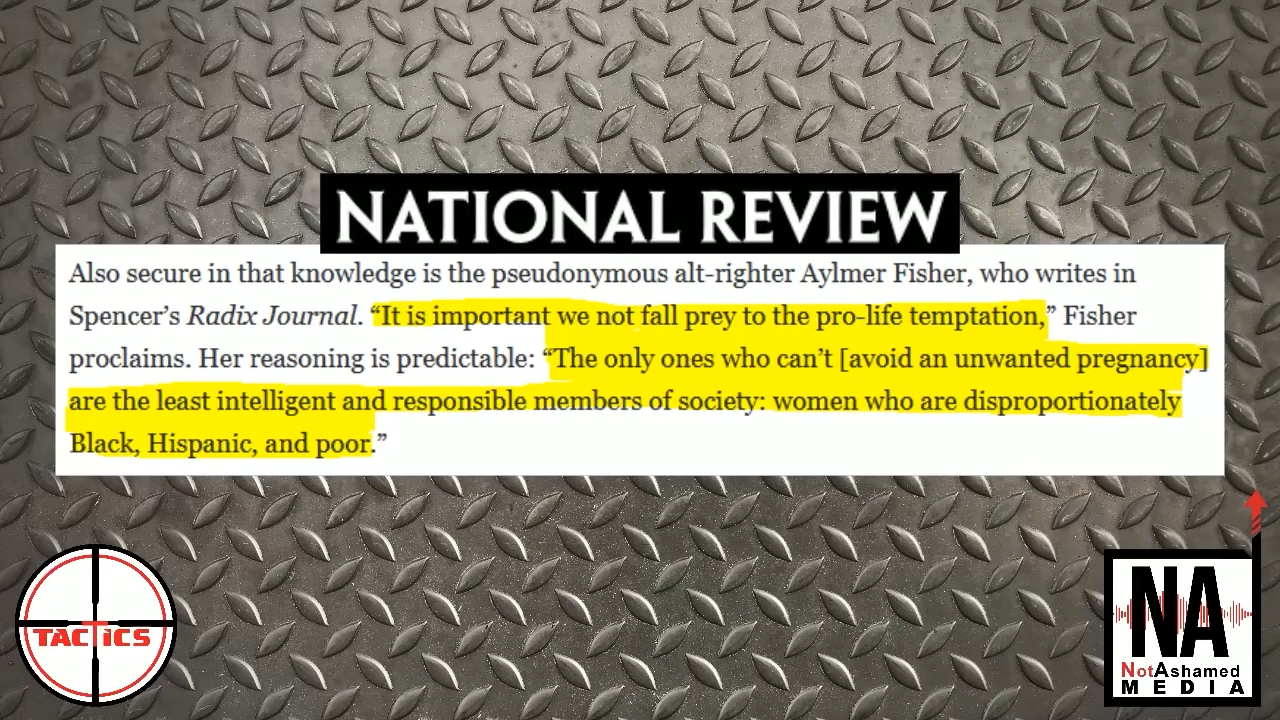 NATIONAL REVIEW
Also secure in that knowledge is the pseudonymous alt-righter Aylmer Fisher, who writes in
Spencer’s Radix Journal. “It is important we not fall prey to the pro-life temptation,” Fisher
proclaims. Her reasoning is predictable: “The only ones who can’t [avoid an unwanted pregnancy]
are the least intelligent and responsible members of society: women who are disproportionately
Black, Hispanic, and poor.”
TACTICS
NA
NotAshamed
MEDIA